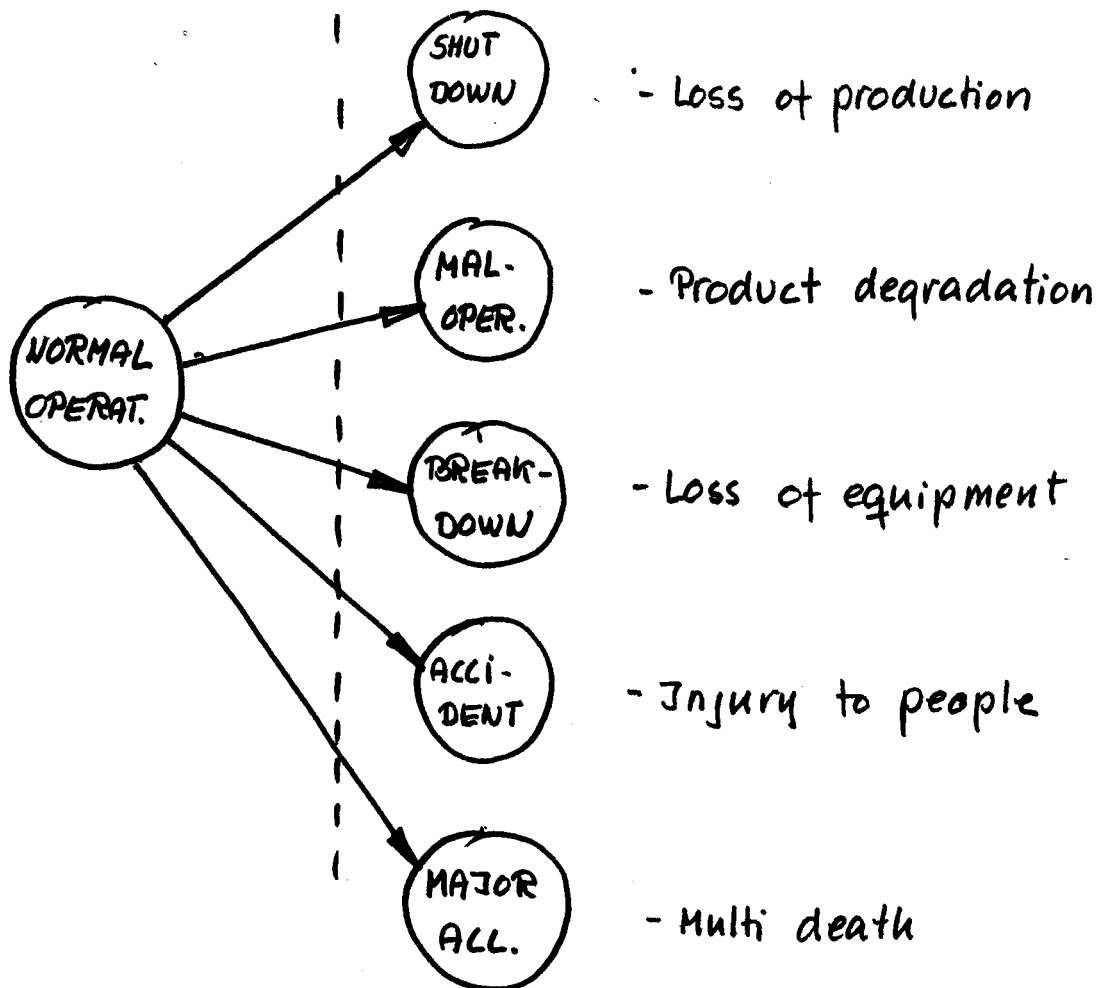 SHUT
DOWN
- Loss of production
MAL-
OPER.
- Product degradation
NORMAL
OPERAT.
BREAK-
DOWN
- Loss of equipment
ACCI-
DENT
- Injury to people
MAJOR
ALL.
- Multi death